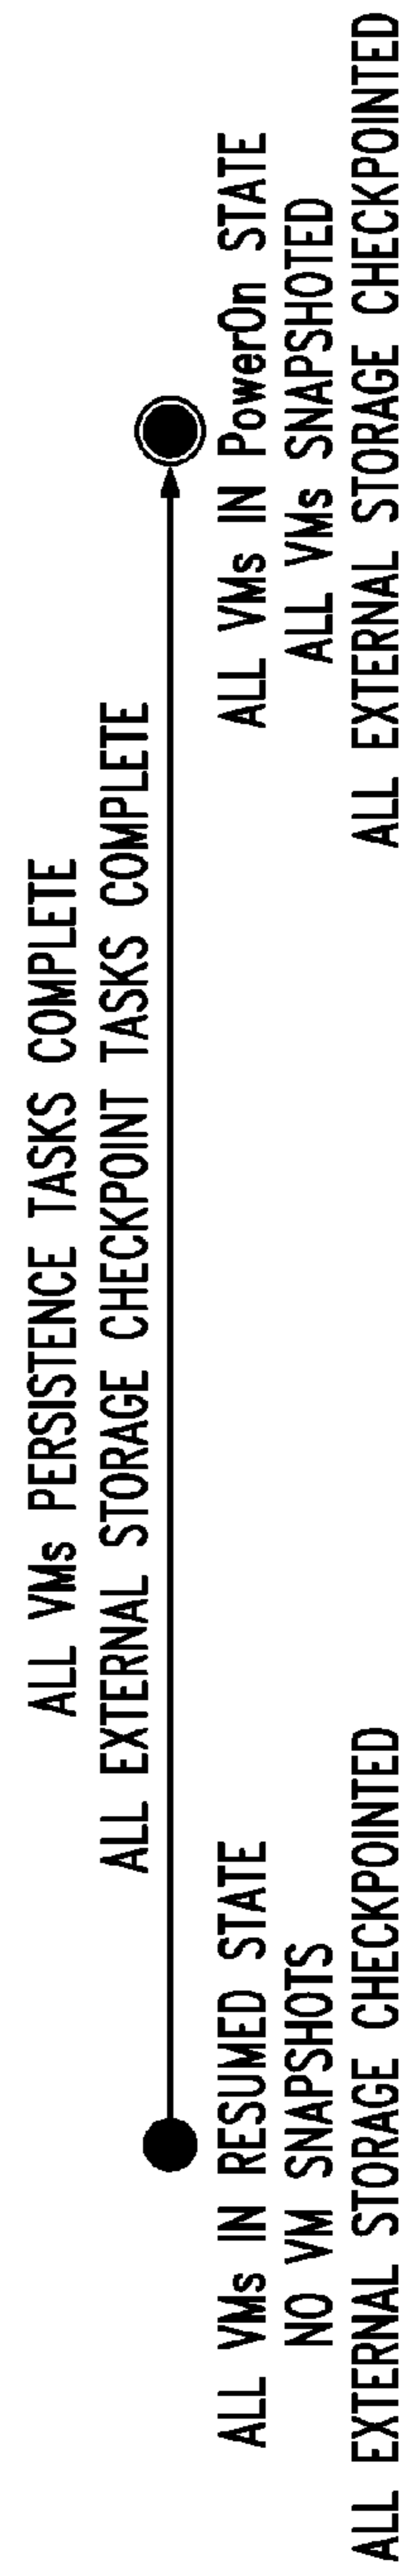 ALL VMs PERSISTENCE TASKS COMPLETE
ALL EXTERNAL STORAGE CHECKPOINT TASKS COMPLETE
ALL VMs IN RESUMED STATE
NO VM SNAPSHOTS
ALL EXTERNAL STORAGE CHECKPOINTED
ALL VMs IN PowerOn STATE
ALL VMs SNAPSHOTED
ALL EXTERNAL STORAGE CHECKPOINTED